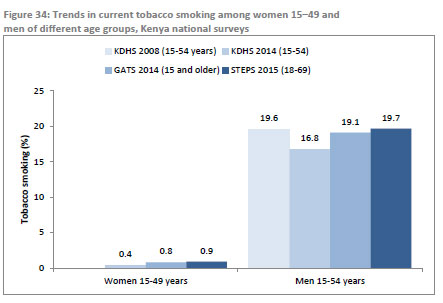 Figure 34: Trends in current tobacco smoking among women 15–49 and
men of different age groups, Kenya national surveys
KDHS 2008 (15-54 years) KDHS 2014 (15-54)
GATS 2014 (15 and older) STEPS 2015 (18-69)
Tobacco smoking (%)
25
20
15
10
5
0
0.4 0.8 0.9
19.6 16.8 19.1 19.7
Women 15-49 years Men 15-54 years